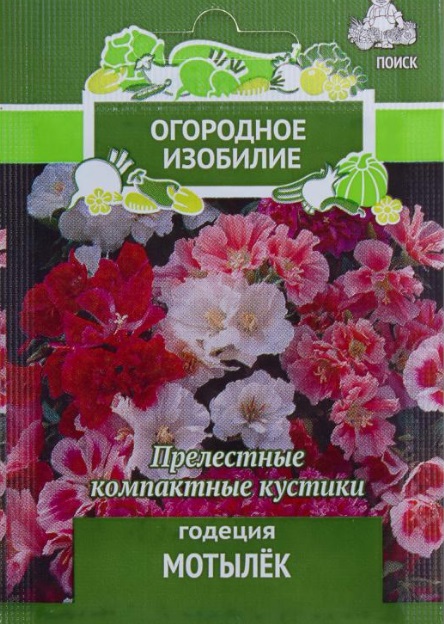 ПОИСК
ОГОРОДНОЕ
ИЗОБИЛИЕ
Прелестные
компактные кустики
годеция
МОТЫЛЁК